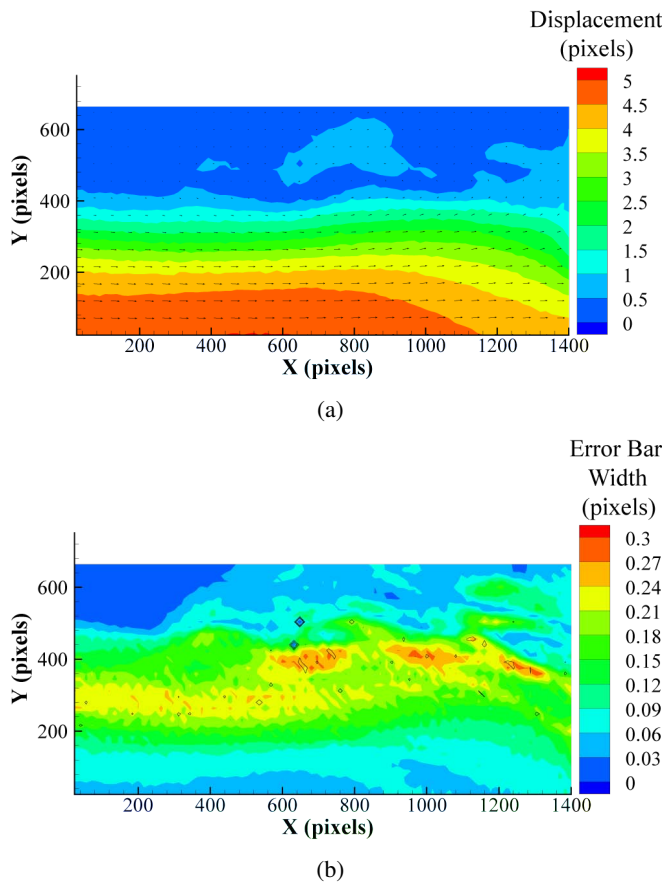 Displacement
(pixels)
5
4.5
4
3.5
3
2.5
2
1.5
1
0.5
0
600
400
200
Y (pixels)
200 400 600 800 1000 1200 1400
X (pixels)
(a)
Error Bar
Width
(pixels)
0.3
0.27
0.24
0.21
0.18
0.15
0.12
0.09
0.06
0.03
0
600
400
200
Y (pixels)
200 400 600 800 1000 1200 1400
X (pixels)
(b)